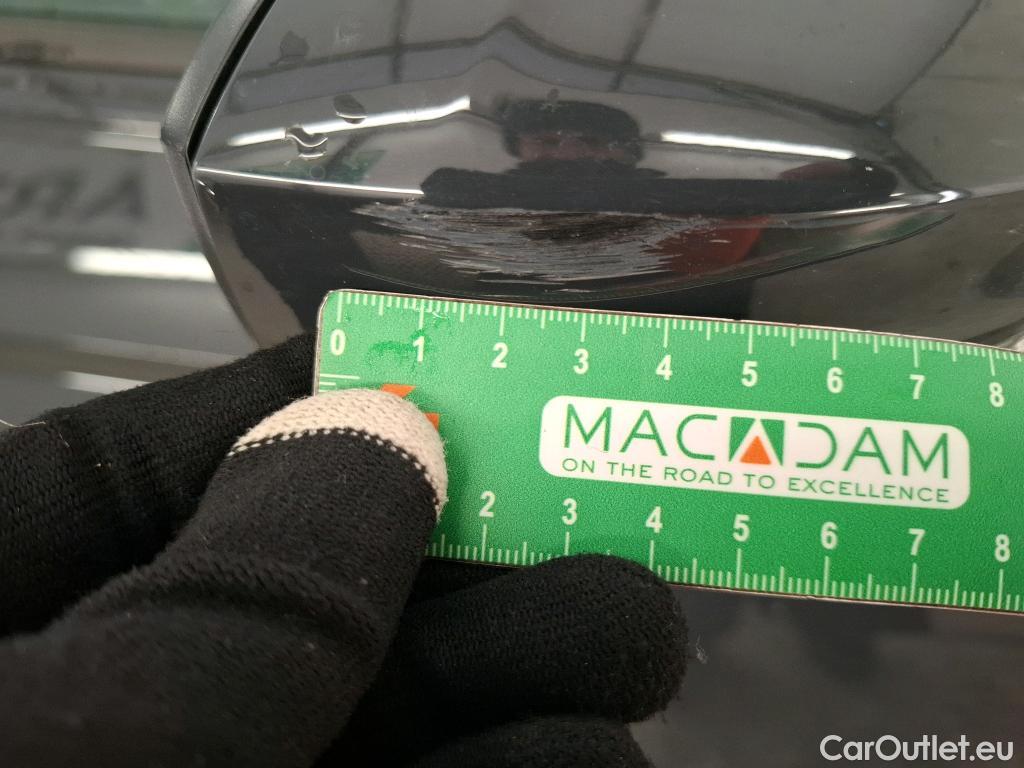 0 1 2 3 4 5 6 7 8
MACADAM
ON THE ROAD TO EXCELLENCE
2 3 4 5 6 7 8
CarOutlet.eu